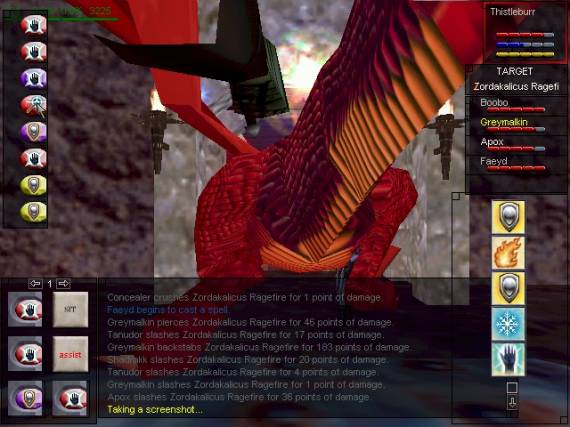 3225
Thistleburr
TARGET
Zordakalicus Ragefi
Boobo
Greymalkin
Apox
Faeyd
1
SIT
assist
Concealer crushes Zordakalicus Ragefire for 1 point of damage.
Faeyd begins to cast a spell.
Greymalkin pierces Zordakalicus Ragefire for 45 points of damage.
Tanudor slashes Zordakalicus Ragefire for 17 points of damage.
Greymalkin backstabs Zordakalicus Ragefire for 163 points of damage.
slashes Zordakalicus Ragefire for 20 points of damage.
Tanudor slashes Zordakalicus Ragefire for 4 points of damage.
Greymalkin slashes Zordakalicus Ragefire for 1 point of damage.
Apox slashes Zordakalicus Ragefire for 36 points of damage.
Taking a screenshot...